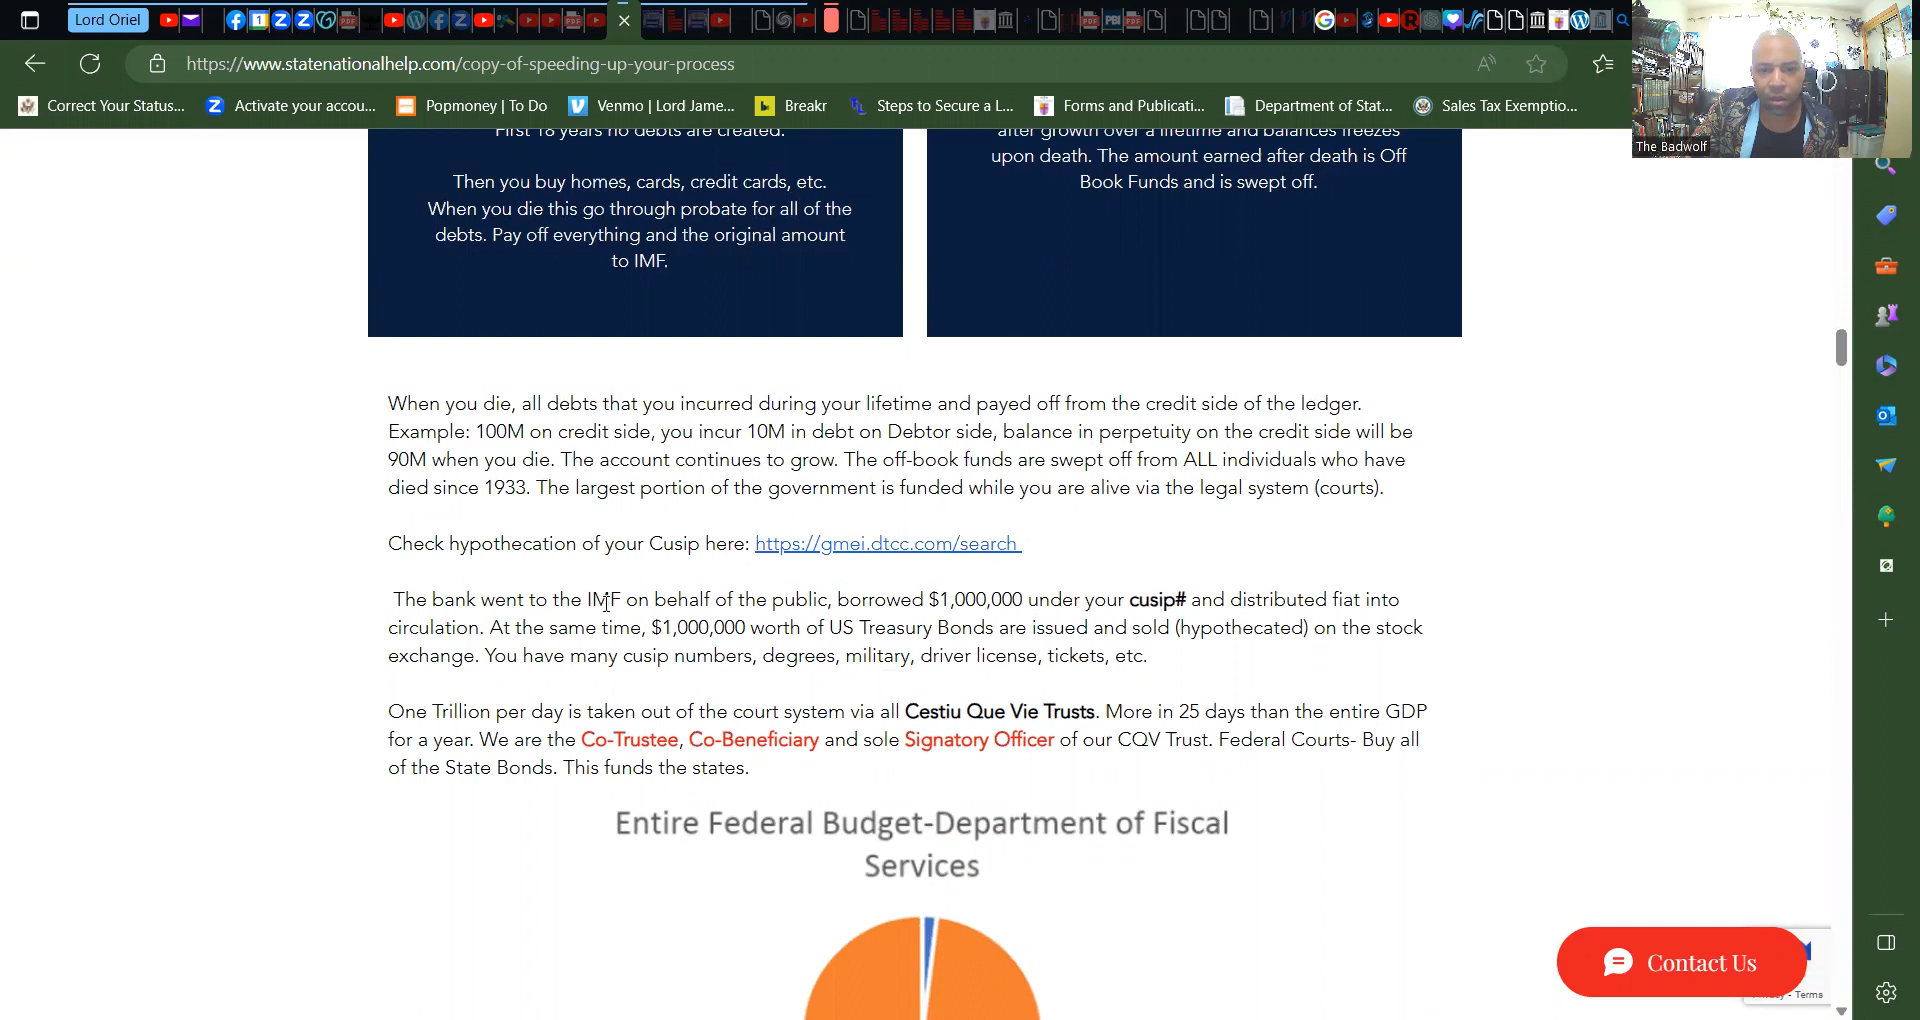 Lord Oriel
https://www.statenationalhelp.com/copy-of-speeding-up-your-process
Correct Your Status... Activate your accou... Popmoney | To Do Venmo | Lord Jame... Breakr Steps to Secure a L... Forms and Publicati... Department of Stat... Sales Tax Exemptio...
The Badwolf
First 18 years no debts are created.
Then you buy homes, cards, credit cards, etc.
When you die this go through probate for all of the
debts. Pay off everything and the original amount
to IMF.
after growth over a lifetime and balances freezes
upon death. The amount earned after death is Off
Book Funds and is swept off.
When you die, all debts that you incurred during your lifetime and payed off from the credit side of the ledger.
Example: 100M on credit side, you incur 10M in debt on Debtor side, balance in perpetuity on the credit side will be
90M when you die. The account continues to grow. The off-book funds are swept off from ALL individuals who have
died since 1933. The largest portion of the government is funded while you are alive via the legal system (courts).
Check hypothecation of your Cusip here: https://gmei.dtcc.com/search
The bank went to the IMF on behalf of the public, borrowed $1,000,000 under your cusip# and distributed fiat into
circulation. At the same time, $1,000,000 worth of US Treasury Bonds are issued and sold (hypothecated) on the stock
exchange. You have many cusip numbers, degrees, military, driver license, tickets, etc.
One Trillion per day is taken out of the court system via all Cestiu Que Vie Trusts. More in 25 days than the entire GDP
for a year. We are the Co-Trustee, Co-Beneficiary and sole Signatory Officer of our CQV Trust. Federal Courts- Buy all
of the State Bonds. This funds the states.
Entire Federal Budget-Department of Fiscal
Services
Contact Us
- Terms